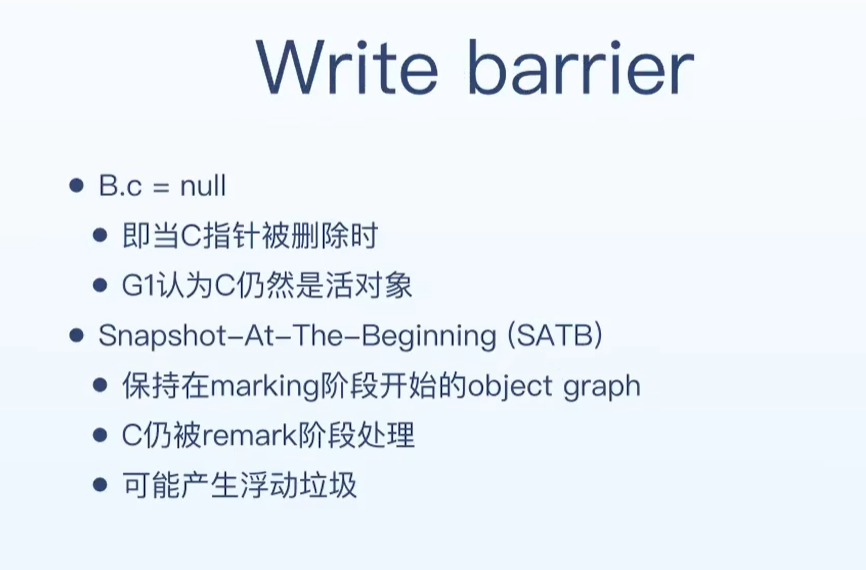 Write barrier
● B.c = null
● 即当C指针被删除时
● G1认为C仍然是活对象
● Snapshot–At–The–Beginning (SATB)
● 保持在marking阶段开始的object graph
● C仍被remark阶段处理
● 可能产生浮动垃圾